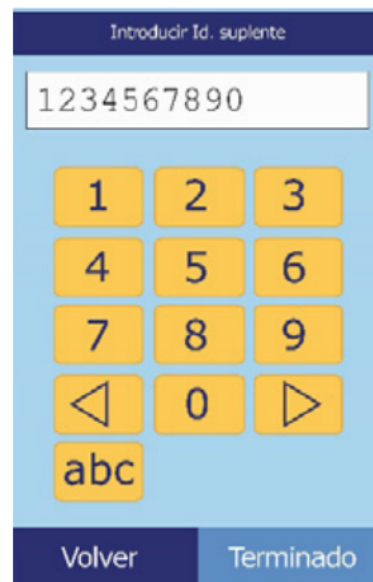 Introducir Id. suplente
1234567890
1 2 3
4 5 6
7 8 9
0
abc
Volver Terminado